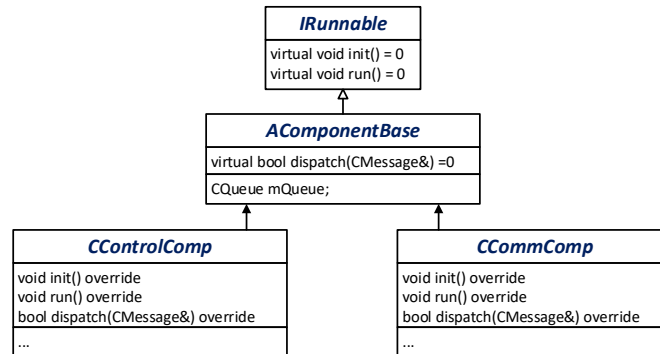 IRunnable
virtual void init() = 0
virtual void run() = 0
AComponentBase
virtual bool dispatch(CMessage&) =0
CQueue mQueue;
CControlComp
void init() override
void run() override
bool dispatch(CMessage&) override
...
CCommComp
void init() override
void run() override
bool dispatch(CMessage&) override
...